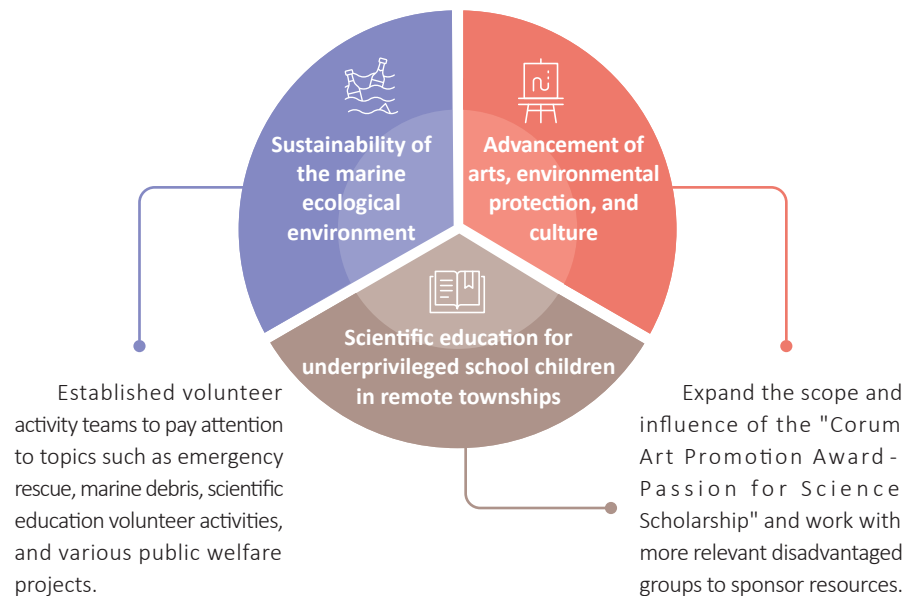 Sustainability of
the marine
ecological
environment
Advancement of
arts, environmental
protection, and
culture
Scientific education for
underprivileged school children
in remote townships
Established volunteer
activity teams to pay attention
to topics such as emergency
rescue, marine debris, scientific
education volunteer activities,
and various public welfare
projects.
Expand the scope and
influence of the "Corum
Art Promotion Award-
Passion for Science
Scholarship" and work with
more relevant disadvantaged
groups to sponsor resources.